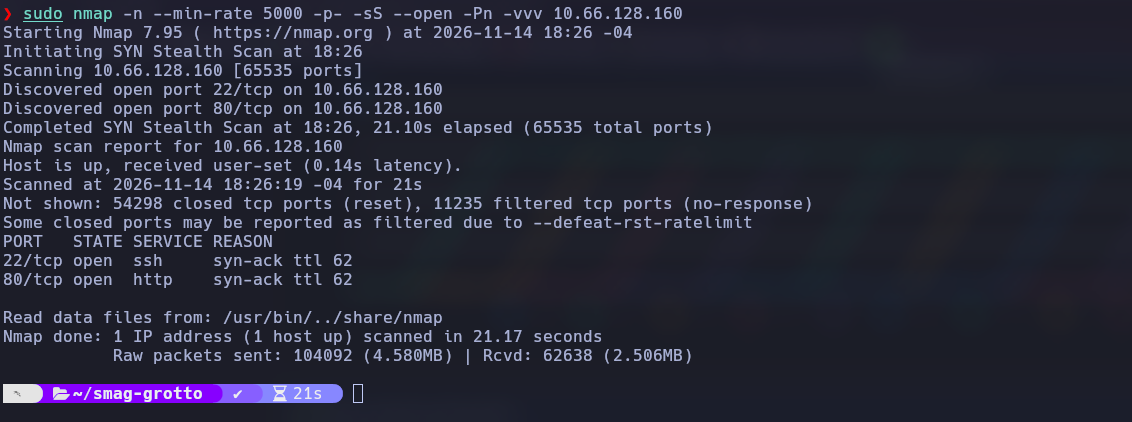 ❯ sudo nmap -n --min-rate 5000 -p- -sS --open -Pn -vvv 10.66.128.160
Starting Nmap 7.95 ( https://nmap.org ) at 2026-11-14 18:26 -04
Initiating SYN Stealth Scan at 18:26
Scanning 10.66.128.160 [65535 ports]
Discovered open port 22/tcp on 10.66.128.160
Discovered open port 80/tcp on 10.66.128.160
Completed SYN Stealth Scan at 18:26, 21.10s elapsed (65535 total ports)
Nmap scan report for 10.66.128.160
Host is up, received user-set (0.14s latency).
Scanned at 2026-11-14 18:26:19 -04 for 21s
Not shown: 54298 closed tcp ports (reset), 11235 filtered tcp ports (no-response)
Some closed ports may be reported as filtered due to --defeat-rst-ratelimit
PORT   STATE SERVICE REASON
22/tcp open  ssh     syn-ack ttl 62
80/tcp open  http    syn-ack ttl 62
Read data files from: /usr/bin/../share/nmap
Nmap done: 1 IP address (1 host up) scanned in 21.17 seconds
           Raw packets sent: 104092 (4.580MB) | Rcvd: 62638 (2.506MB)
~/smag-grotto ✔ 21s